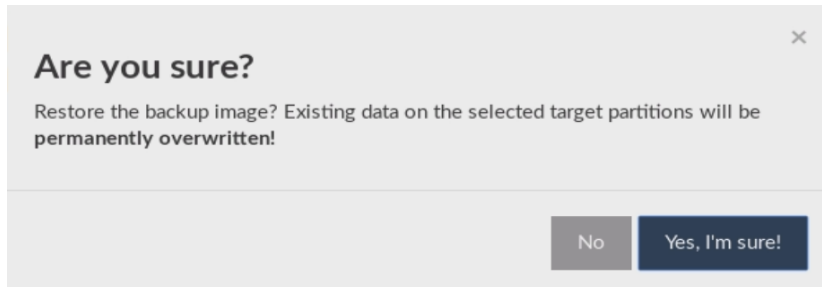 ×
Are you sure?
Restore the backup image? Existing data on the selected target partitions will be
permanently overwritten!
No
Yes, I'm sure!